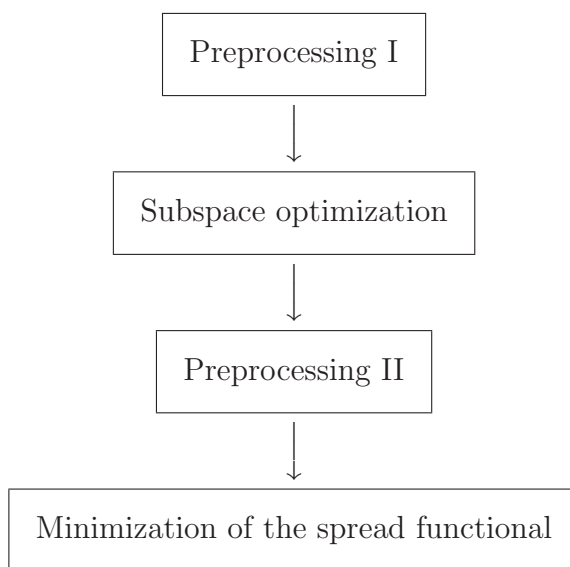 Preprocessing I
Subspace optimization
Preprocessing II
Minimization of the spread functional